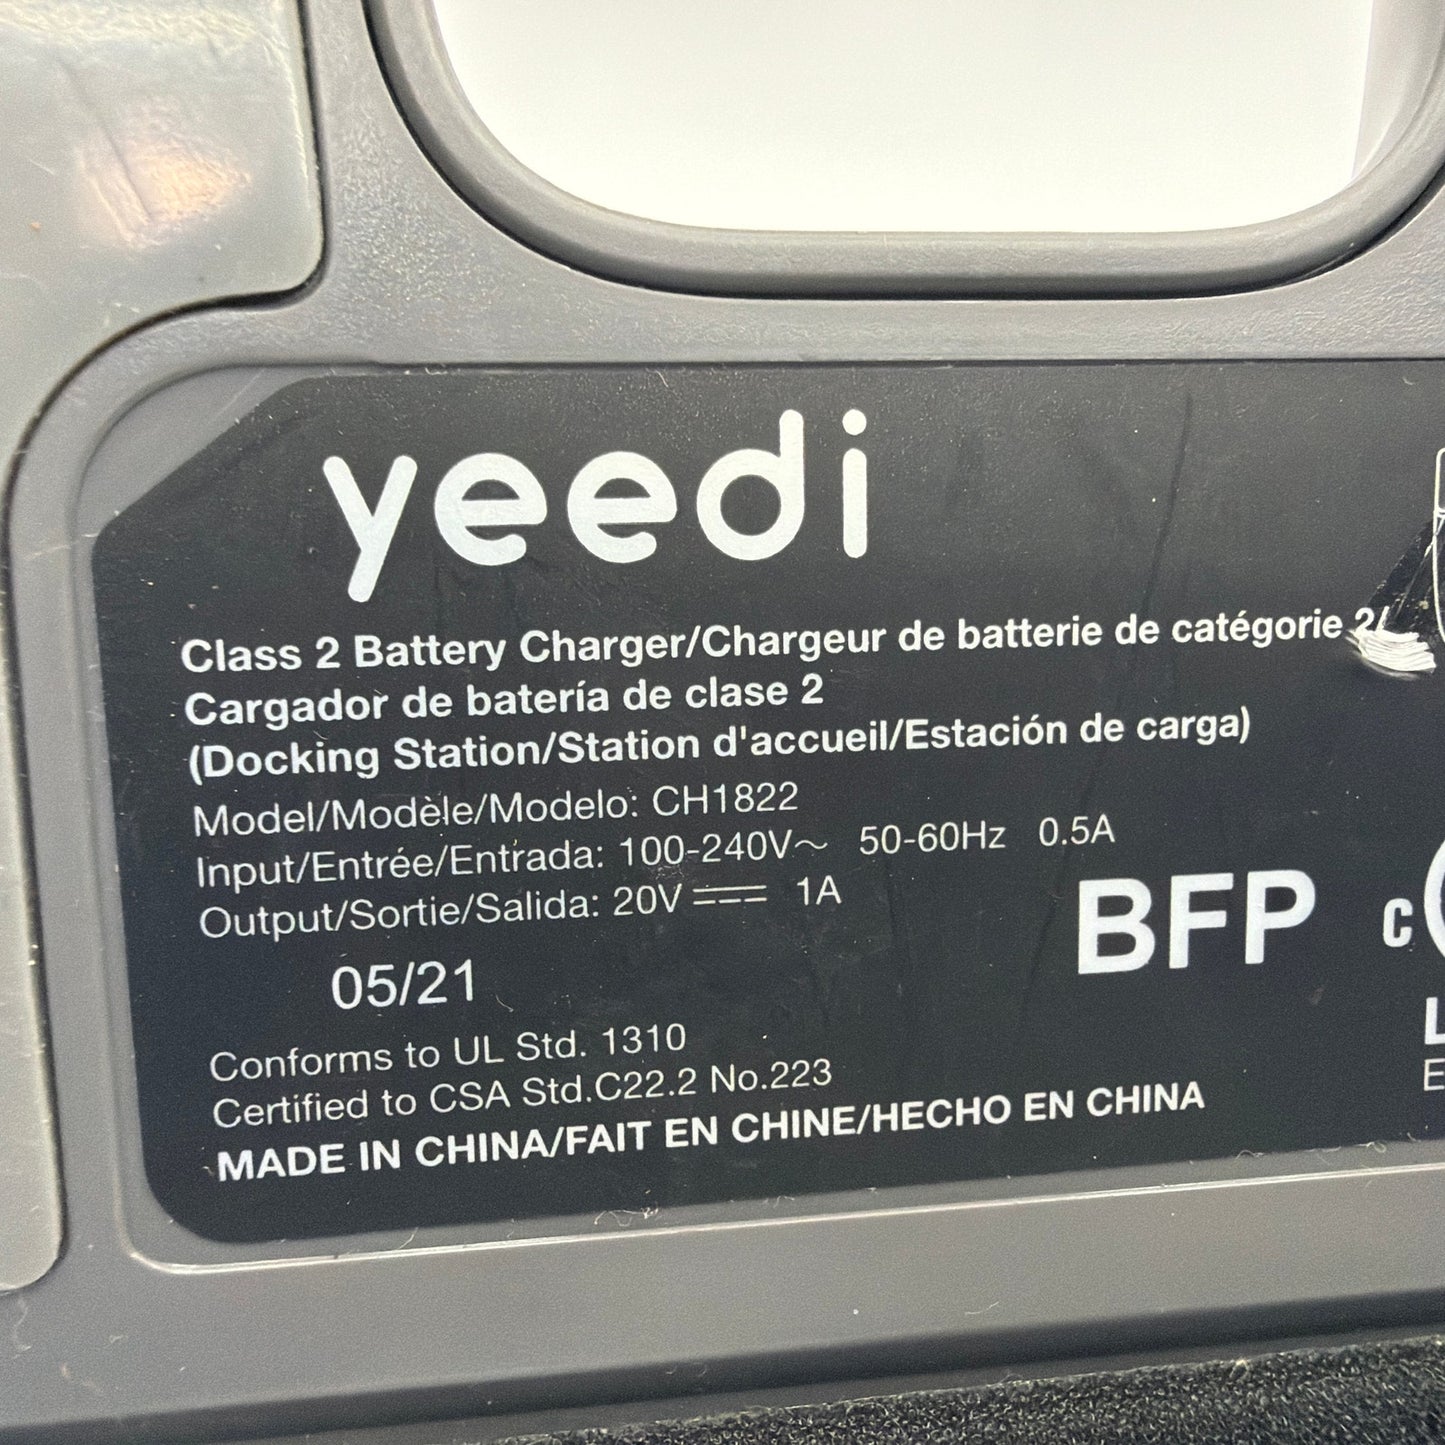 yeedi
Class 2 Battery Charger/Chargeur de batterie de catégorie 2/
Cargador de batería de clase 2
(Docking Station/Station d'accueil/Estación de carga)
Model/Modèle/Modelo: CH1822
Input/Entrée/Entrada: 100-240V～ 50-60Hz 0.5A
Output/Sortie/Salida: 20V⎓ 1A
BFP
c
05/21
Conforms to UL Std. 1310
Certified to CSA Std.C22.2 No.223
MADE IN CHINA/FAIT EN CHINE/HECHO EN CHINA